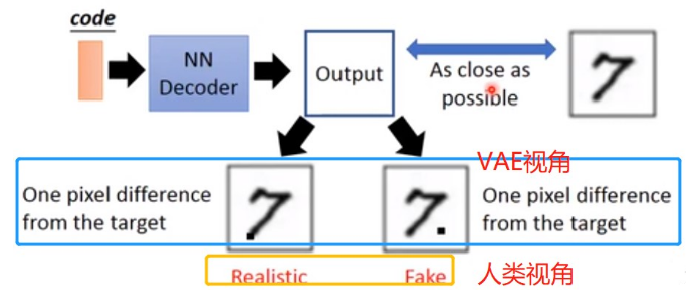 code
NN
Decoder
Output
As close as
possible
VAE视角
One pixel difference
from the target
One pixel difference
from the target
Realistic
Fake
人类视角